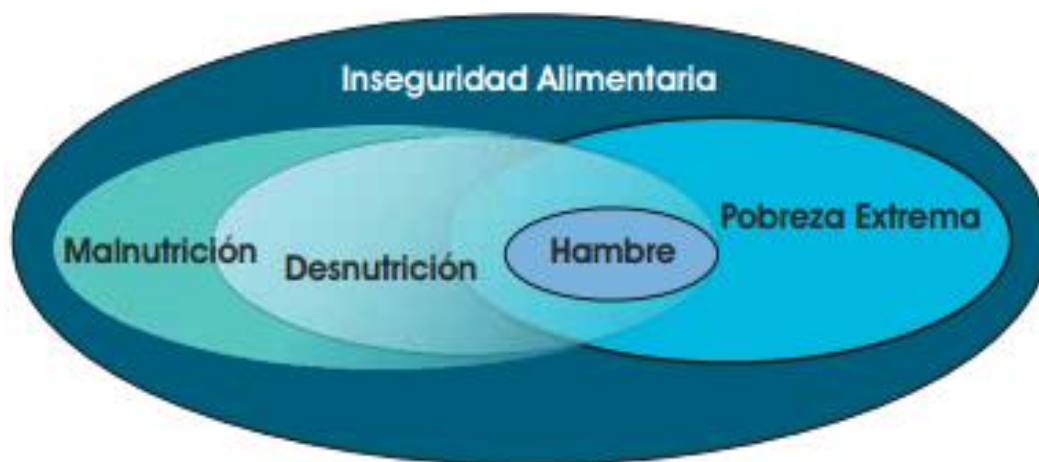 Inseguridad Alimentaria
Malnutrición
Desnutrición
Hambre
Pobreza Extrema